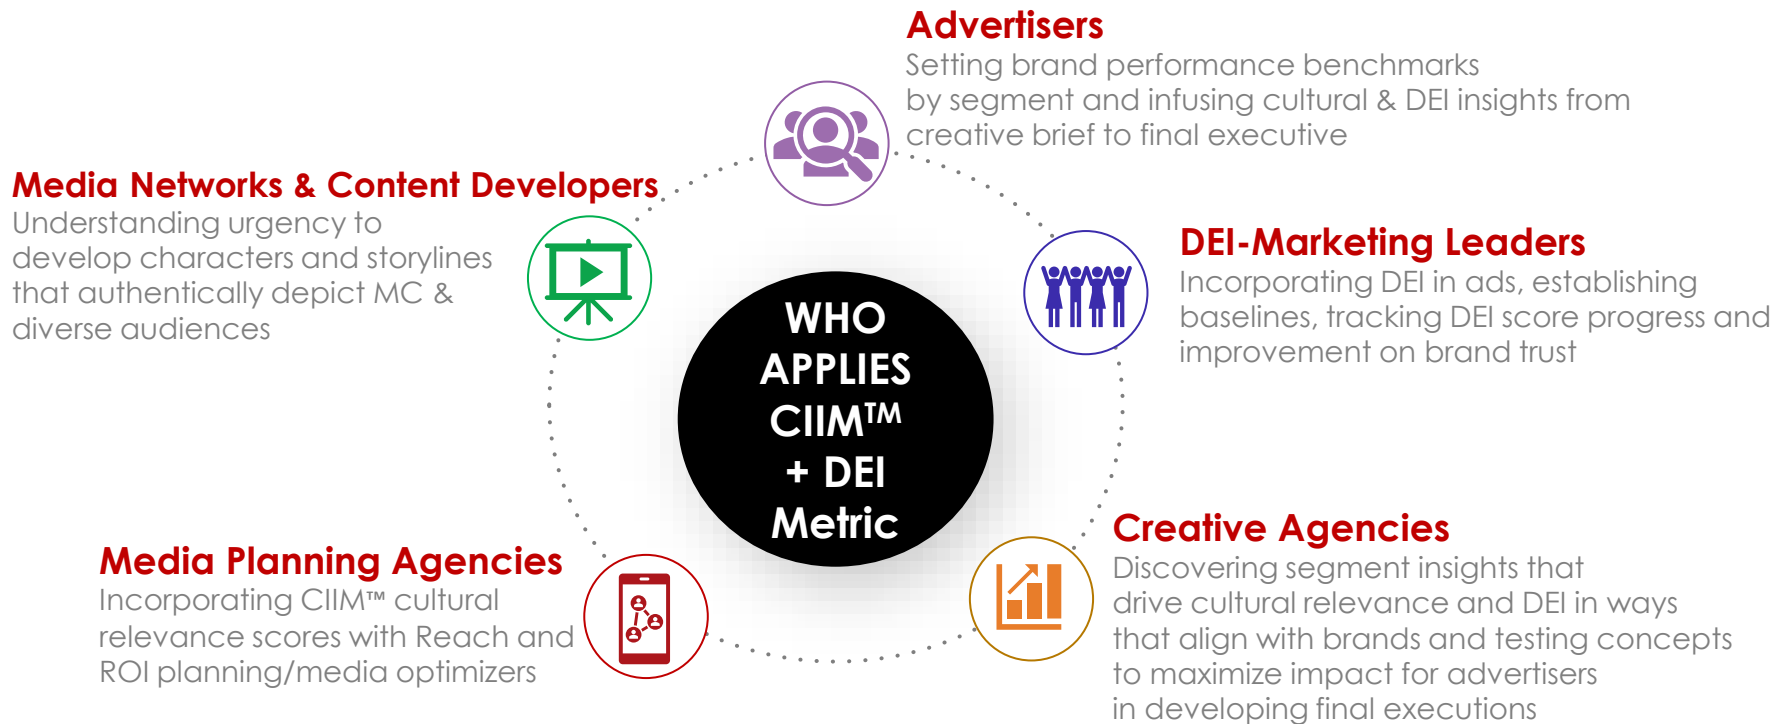 Advertisers
Setting brand performance benchmarks
by segment and infusing cultural & DEI insights from
creative brief to final executive
Media Networks & Content Developers
Understanding urgency to
develop characters and storylines
that authentically depict MC &
diverse audiences
DEI-Marketing Leaders
Incorporating DEI in ads, establishing
baselines, tracking DEI score progress and
improvement on brand trust
WHO
APPLIES
CIIM™
+ DEI
Metric
Media Planning Agencies
Incorporating CIIM™ cultural
relevance scores with Reach and
ROI planning/media optimizers
Creative Agencies
Discovering segment insights that
drive cultural relevance and DEI in ways
that align with brands and testing concepts
to maximize impact for advertisers
in developing final executions